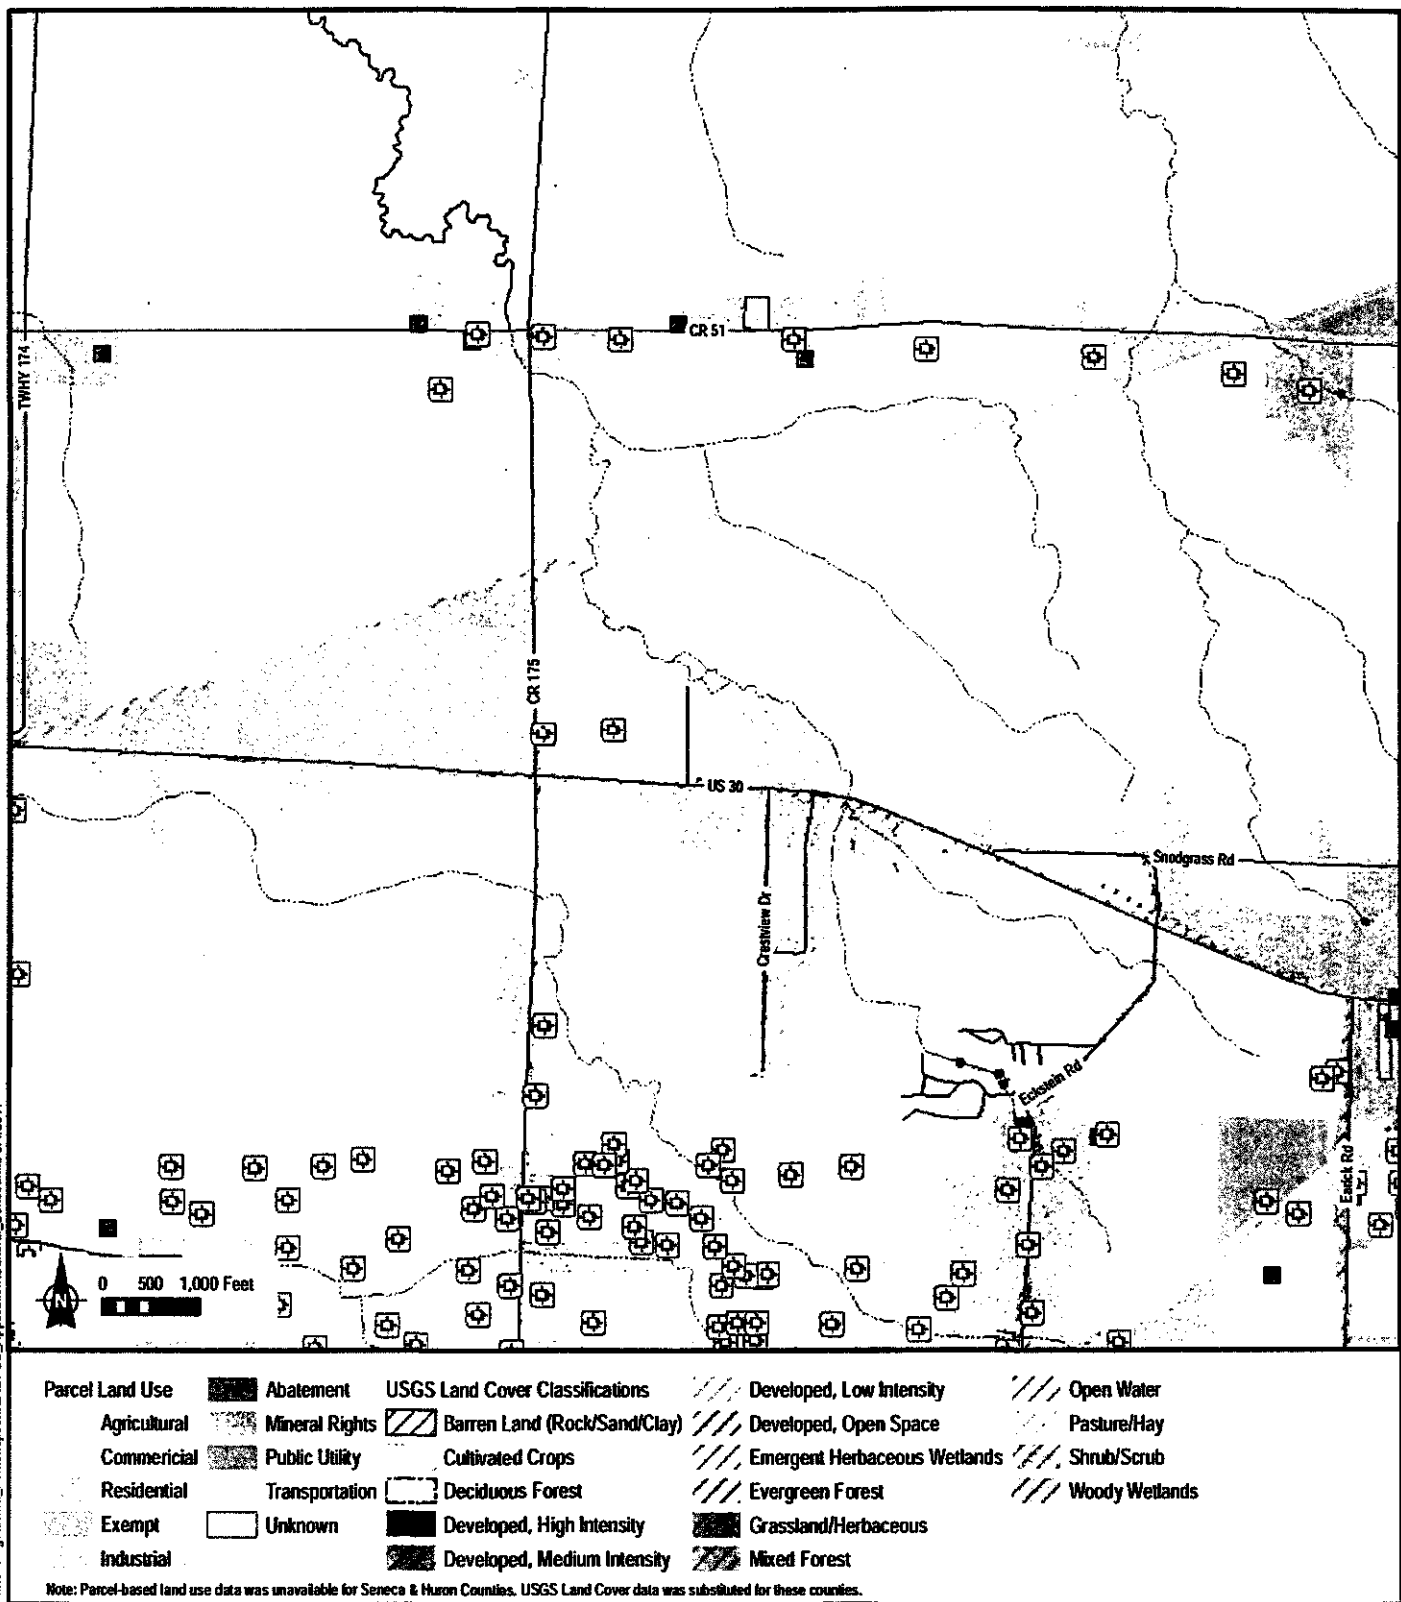 CR 51
TWHY 174
CR 175
US 30
Snodgrass Rd
Crestview Dr
Eckstein Rd
Earick Rd
N
0 500 1,000 Feet
Parcel Land Use
Agricultural
Commericial
Residential
Exempt
Industrial
Abatement
Mineral Rights
Public Utility
Transportation
Unknown
USGS Land Cover Classifications
Barren Land (Rock/Sand/Clay)
Cultivated Crops
Deciduous Forest
Developed, High Intensity
Developed, Medium Intensity
Developed, Low Intensity
Developed, Open Space
Emergent Herbaceous Wetlands
Evergreen Forest
Grassland/Herbaceous
Mixed Forest
Open Water
Pasture/Hay
Shrub/Scrub
Woody Wetlands
Note: Parcel-based land use data was unavailable for Seneca & Huron Counties. USGS Land Cover data was substituted for these counties.